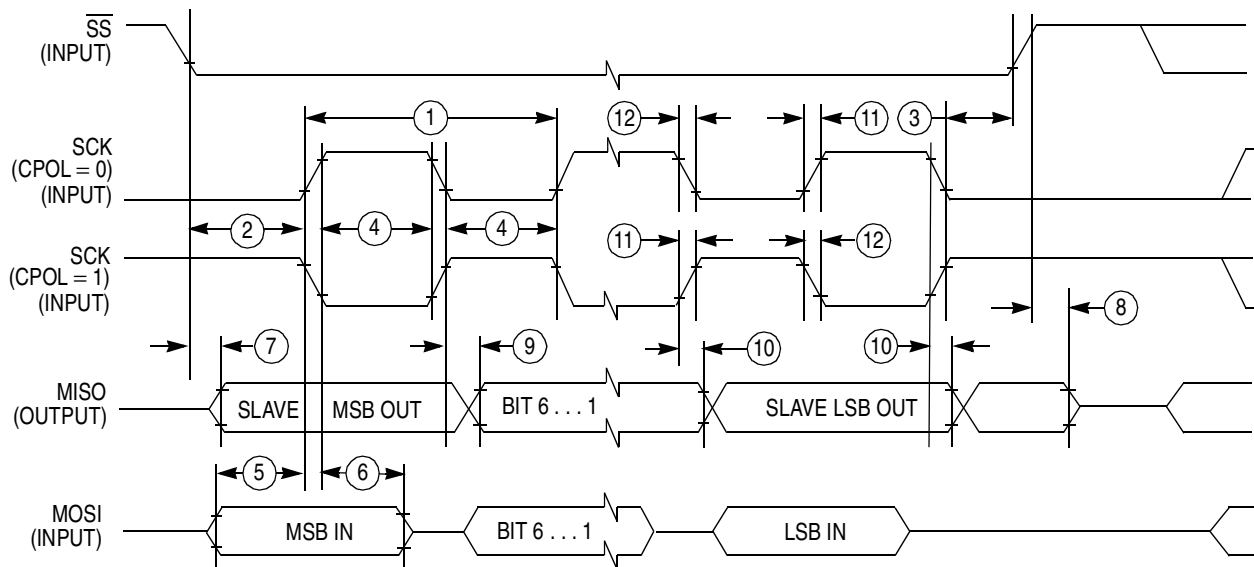 SS
(INPUT)
1
12
11
3
SCK
(CPOL = 0)
(INPUT)
2
4
4
SCK
(CPOL = 1)
(INPUT)
11
12
8
7
9
10
10
MISO
(OUTPUT)
SLAVE MSB OUT
BIT 6 . . . 1
SLAVE LSB OUT
5
6
MOSI
(INPUT)
MSB IN
BIT 6 . . . 1
LSB IN